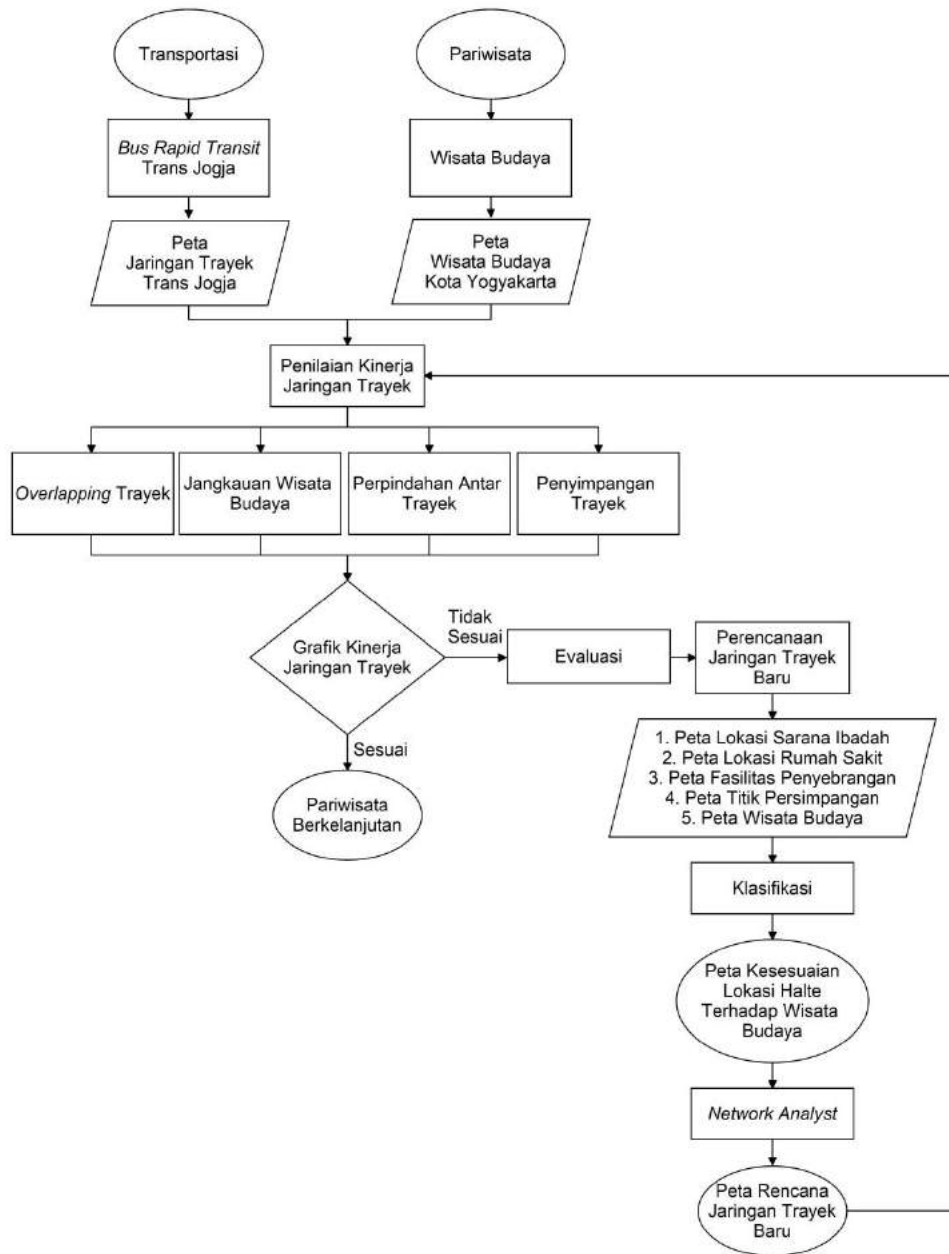 Transportasi
Pariwisata
Bus Rapid Transit
Trans Jogja
Wisata Budaya
Peta
Jaringan Trayek
Trans Jogja
Peta
Wisata Budaya
Kota Yogyakarta
Penilaian Kinerja
Jaringan Trayek
Overlapping Trayek
Jangkauan Wisata
Budaya
Perpindahan Antar
Trayek
Penyimpangan
Trayek
Grafik Kinerja
Jaringan Trayek
Tidak
Sesuai
Evaluasi
Perencanaan
Jaringan Trayek
Baru
Sesuai
Pariwisata
Berkelanjutan
1. Peta Lokasi Sarana Ibadah
2. Peta Lokasi Rumah Sakit
3. Peta Fasilitas Penyebrangan
4. Peta Titik Persimpangan
5. Peta Wisata Budaya
Klasifikasi
Peta Kesesuaian
Lokasi Halte
Terhadap Wisata
Budaya
Network Analyst
Peta Rencana
Jaringan Trayek
Baru